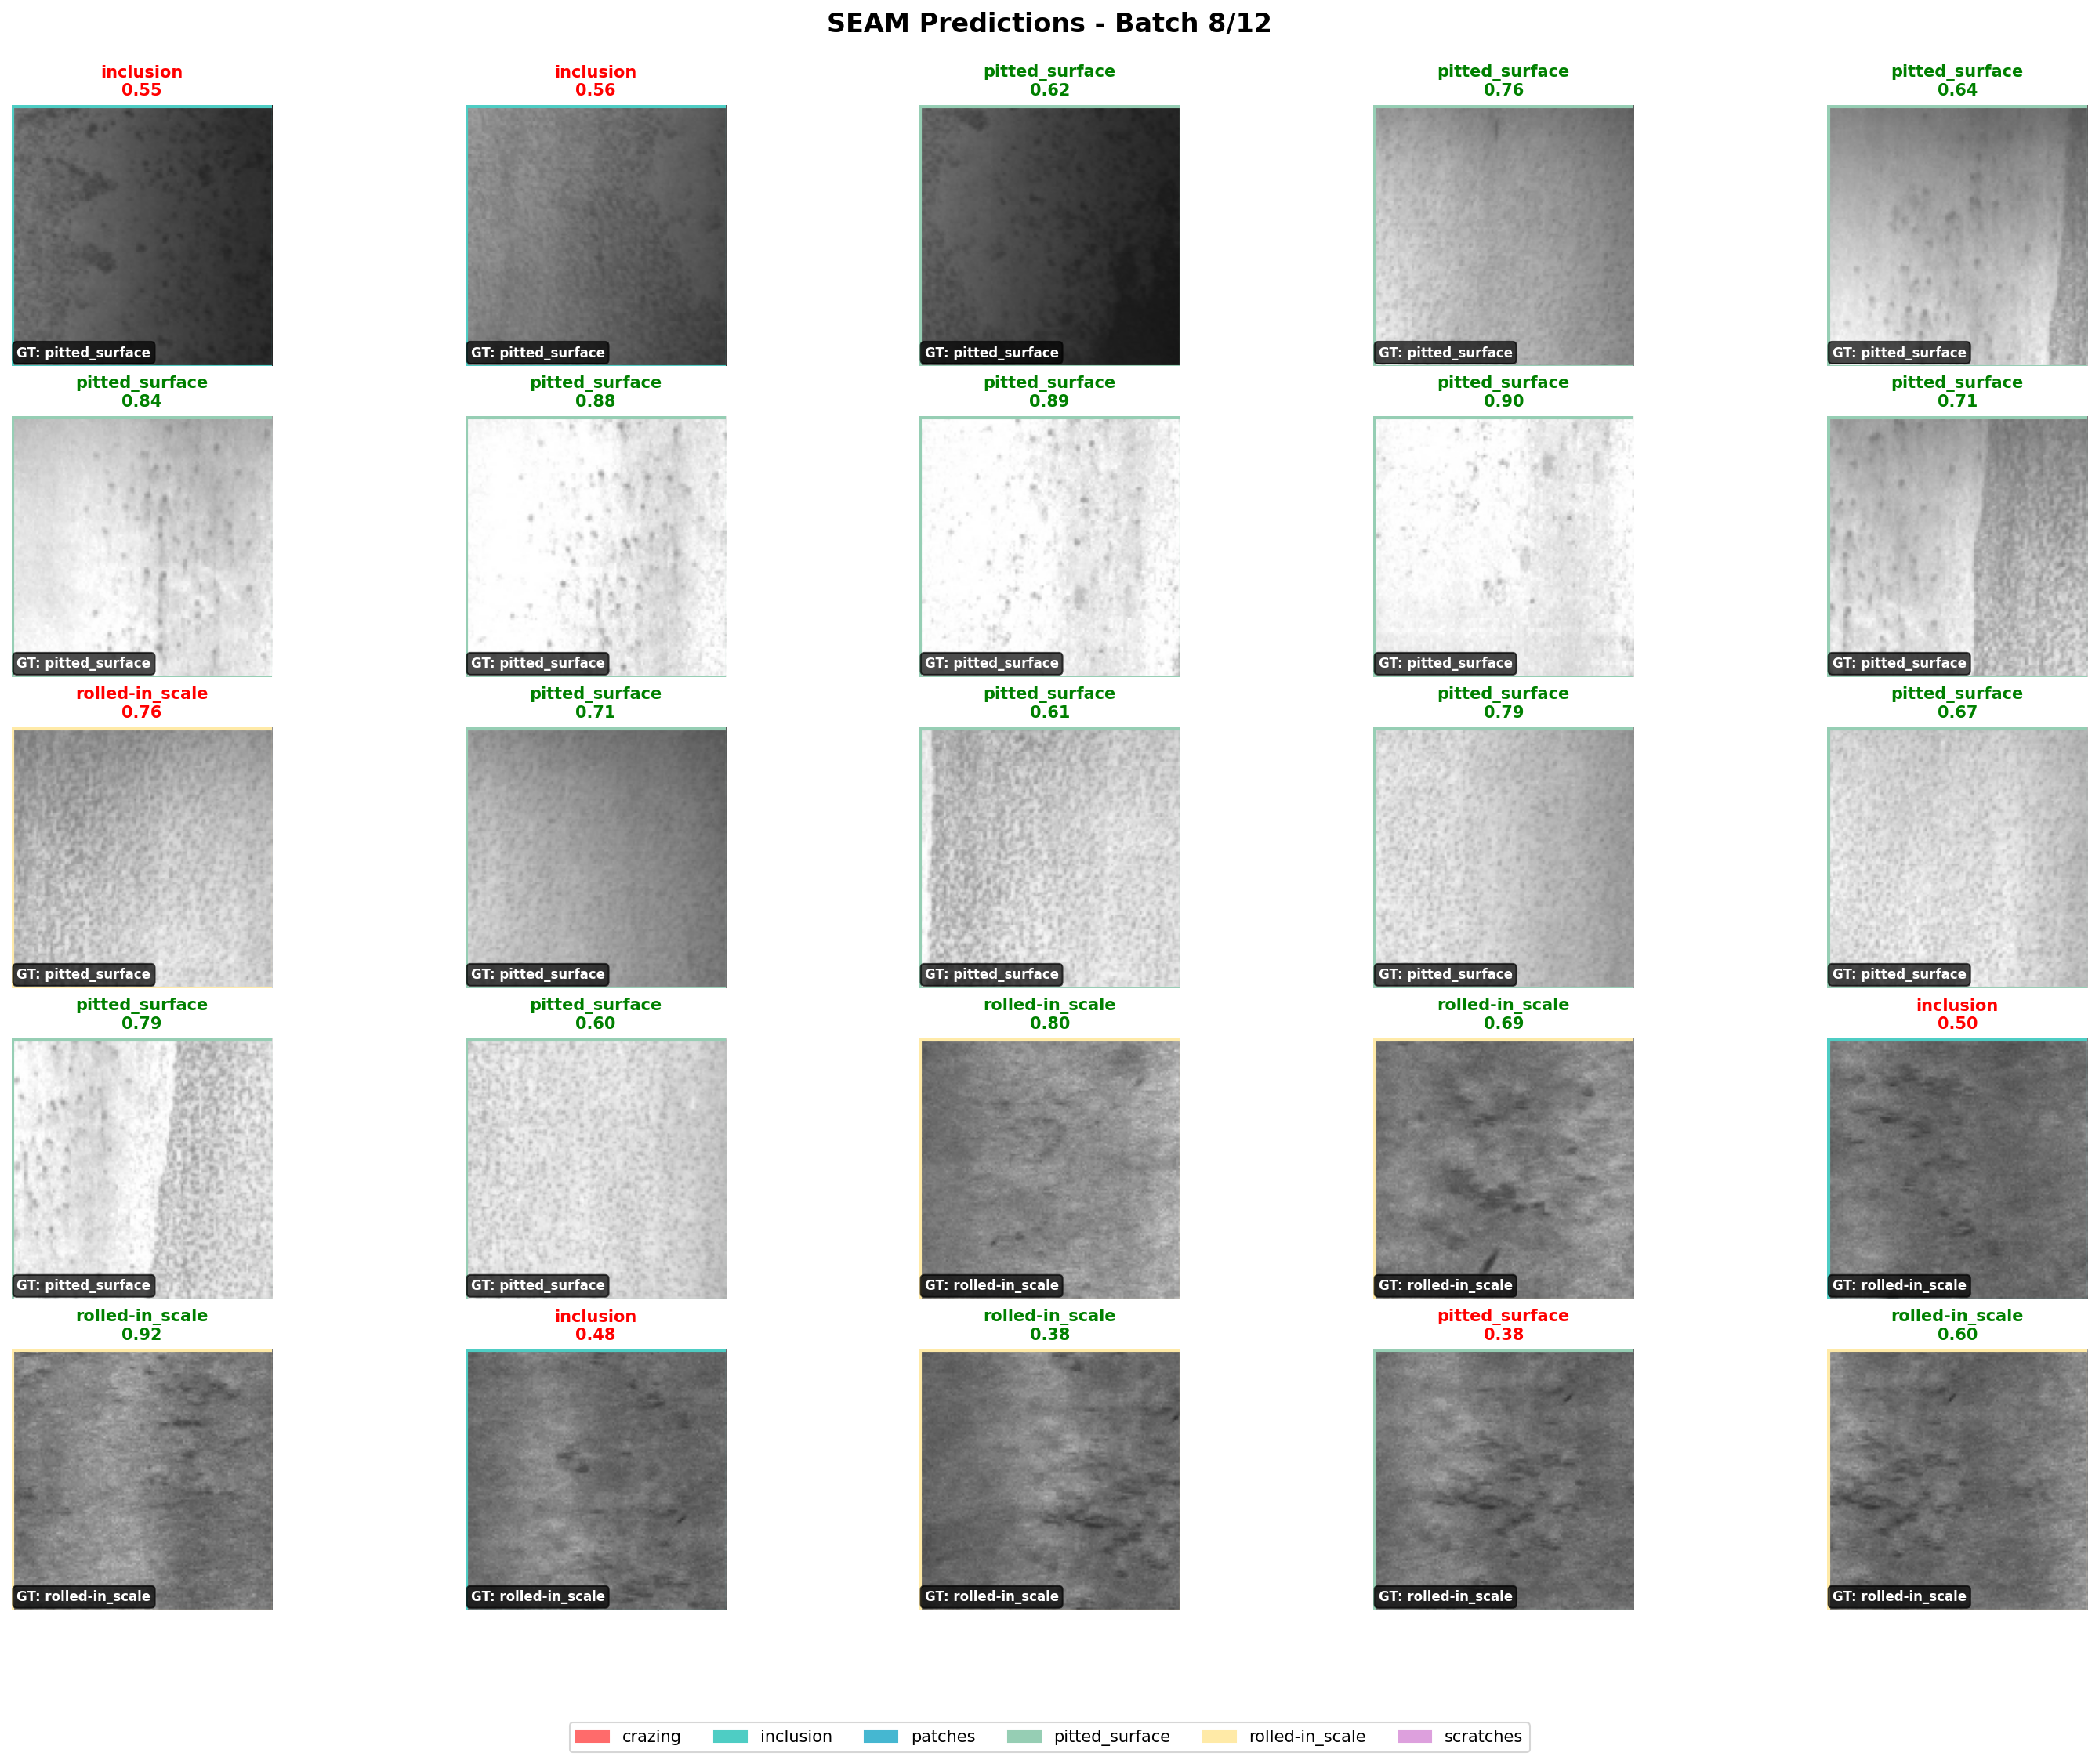 SEAM Predictions - Batch 8/12
inclusion
0.55
inclusion
0.56
pitted_surface
0.62
pitted_surface
0.76
pitted_surface
0.64
GT: pitted_surface
GT: pitted_surface
GT: pitted_surface
GT: pitted_surface
GT: pitted_surface
pitted_surface
0.84
pitted_surface
0.88
pitted_surface
0.89
pitted_surface
0.90
pitted_surface
0.71
GT: pitted_surface
GT: pitted_surface
GT: pitted_surface
GT: pitted_surface
GT: pitted_surface
rolled-in_scale
0.76
pitted_surface
0.71
pitted_surface
0.61
pitted_surface
0.79
pitted_surface
0.67
GT: pitted_surface
GT: pitted_surface
GT: pitted_surface
GT: pitted_surface
GT: pitted_surface
pitted_surface
0.79
pitted_surface
0.60
rolled-in_scale
0.80
rolled-in_scale
0.69
inclusion
0.50
GT: pitted_surface
GT: pitted_surface
GT: rolled-in_scale
GT: rolled-in_scale
GT: rolled-in_scale
rolled-in_scale
0.92
inclusion
0.48
rolled-in_scale
0.38
pitted_surface
0.38
rolled-in_scale
0.60
GT: rolled-in_scale
GT: rolled-in_scale
GT: rolled-in_scale
GT: rolled-in_scale
GT: rolled-in_scale
crazing
inclusion
patches
pitted_surface
rolled-in_scale
scratches